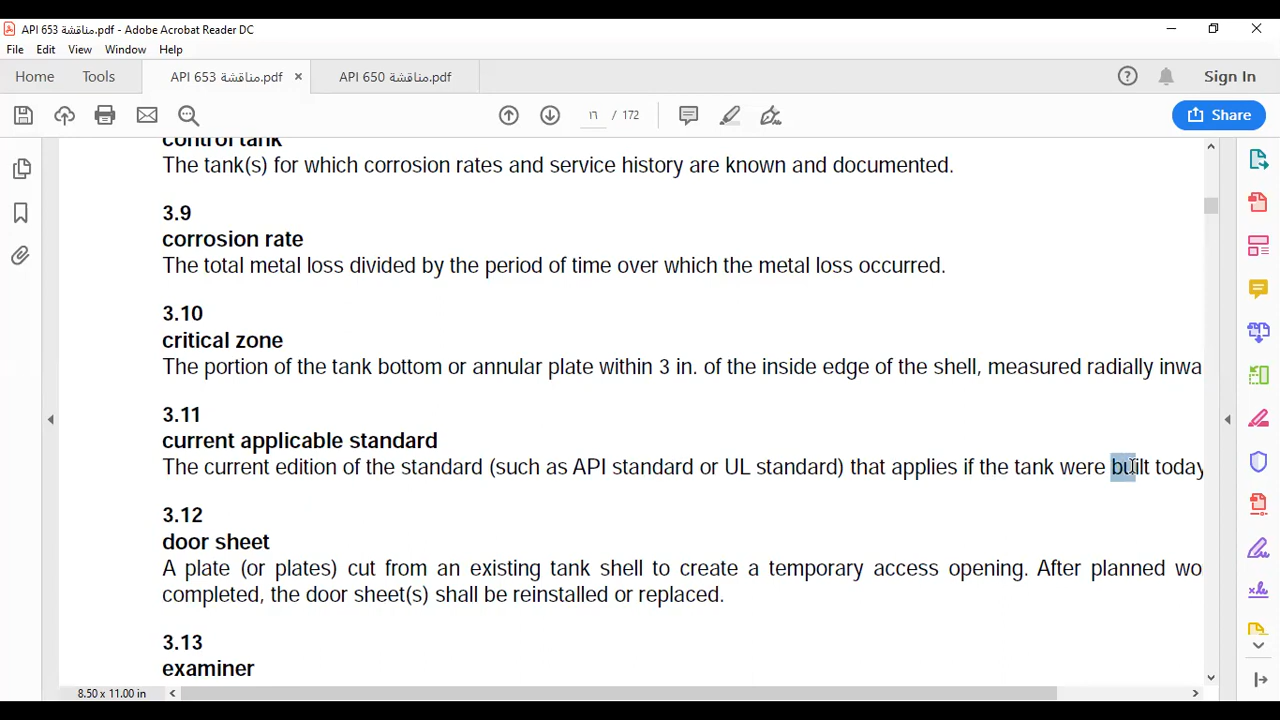 API 653 مناقشة.pdf - Adobe Acrobat Reader DC
File Edit View Window Help
Home Tools API 653 مناقشة.pdf × API 650 مناقشة.pdf ? Sign In
١٦ / 172 Share
control tank
The tank(s) for which corrosion rates and service history are known and documented.
3.9
corrosion rate
The total metal loss divided by the period of time over which the metal loss occurred.
3.10
critical zone
The portion of the tank bottom or annular plate within 3 in. of the inside edge of the shell, measured radially inwa
3.11
current applicable standard
The current edition of the standard (such as API standard or UL standard) that applies if the tank were built today
3.12
door sheet
A plate (or plates) cut from an existing tank shell to create a temporary access opening. After planned wo
completed, the door sheet(s) shall be reinstalled or replaced.
3.13
examiner
8.50 x 11.00 in